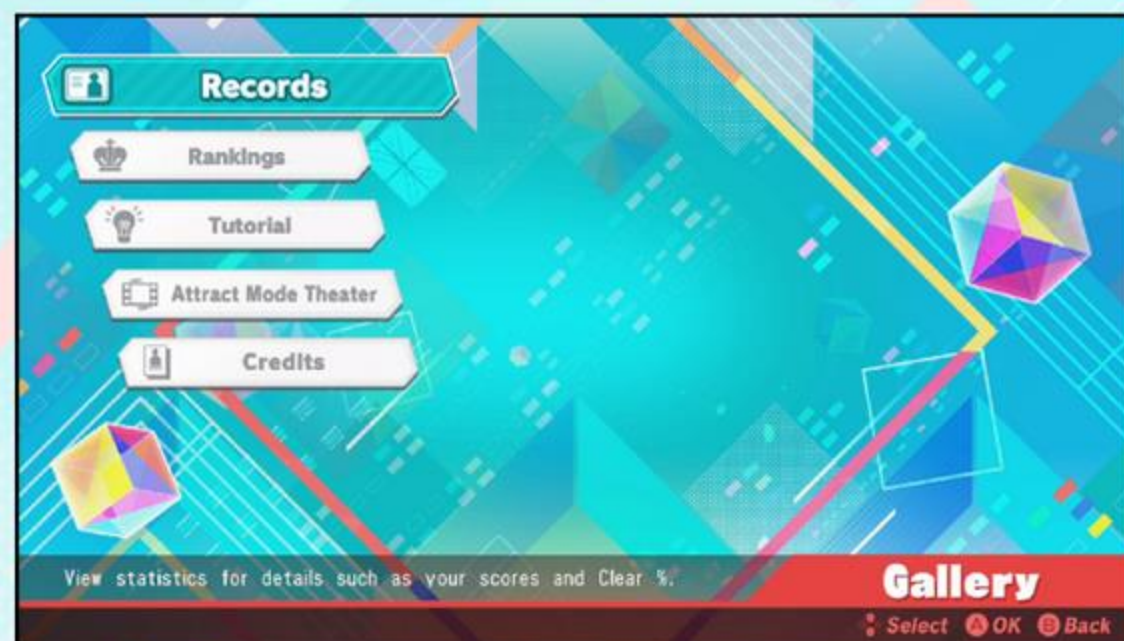 Records
Rankings
Tutorial
Attract Mode Theater
Credits
View statistics for details such as your scores and Clear %.
Gallery
Select A OK B Back